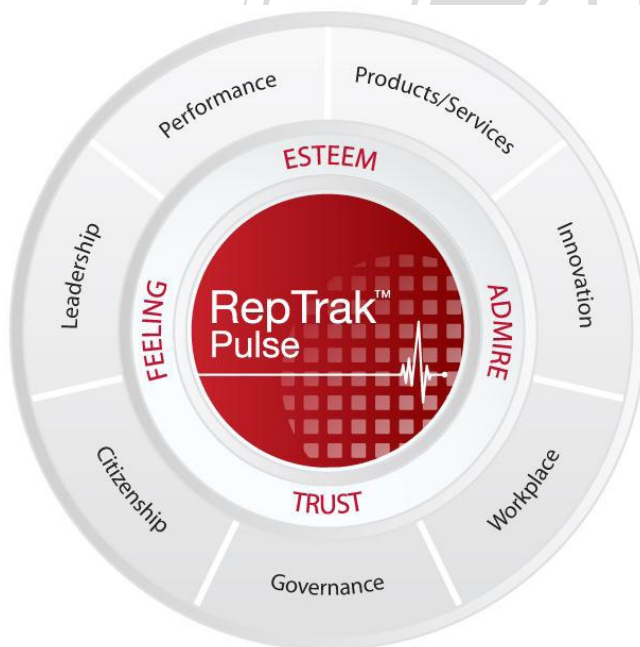 Performance
Products/Services
Innovation
Workplace
Governance
Citizenship
Leadership
ESTEEM
ADMIRE
TRUST
FEELING
RepTrak™
Pulse